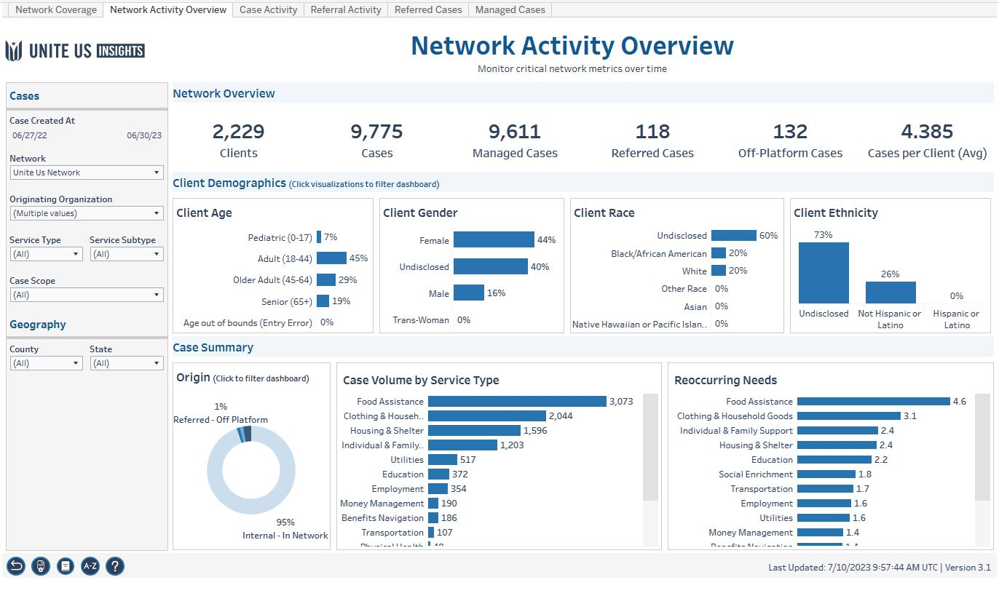 Network Coverage
Network Activity Overview
Case Activity
Referral Activity
Referred Cases
Managed Cases
UNITE US INSIGHTS
Network Activity Overview
Monitor critical network metrics over time
Cases
Case Created At
06/27/22 06/30/23
Network
Unite Us Network
Originating Organization
(Multiple values)
Service Type Service Subtype
(All) (All)
Case Scope
(All)
Geography
County State
(All) (All)
Network Overview
2,229 9,775 9,611 118 132 4.385
Clients Cases Managed Cases Referred Cases Off-Platform Cases Cases per Client (Avg)
Client Demographics (Click visualizations to filter dashboard)
Client Age
Pediatric (0-17) 7%
Adult (18-44) 45%
Older Adult (45-64) 29%
Senior (65+) 19%
Age out of bounds (Entry Error) 0%
Client Gender
Female 44%
Undisclosed 40%
Male 16%
Trans-Woman 0%
Client Race
Undisclosed 60%
Black/African American 20%
White 20%
Other Race 0%
Asian 0%
Native Hawaiian or Pacific Islan.. 0%
Client Ethnicity
73%
26%
0%
Undisclosed Not Hispanic or Hispanic or
Latino Latino
Case Summary
Origin (Click to filter dashboard)
1%
Referred - Off Platform
95%
Internal - In Network
Case Volume by Service Type
Food Assistance 3,073
Clothing & Househ.. 2,044
Housing & Shelter 1,596
Individual & Family.. 1,203
Utilities 517
Education 372
Employment 354
Money Management 190
Benefits Navigation 186
Transportation 107
Reoccurring Needs
Food Assistance 4.6
Clothing & Household Goods 3.1
Individual & Family Support 2.4
Housing & Shelter 2.4
Education 2.2
Social Enrichment 1.8
Transportation 1.7
Employment 1.6
Utilities 1.6
Money Management 1.4
A-Z ?
Last Updated: 7/10/2023 9:57:44 AM UTC | Version 3.1